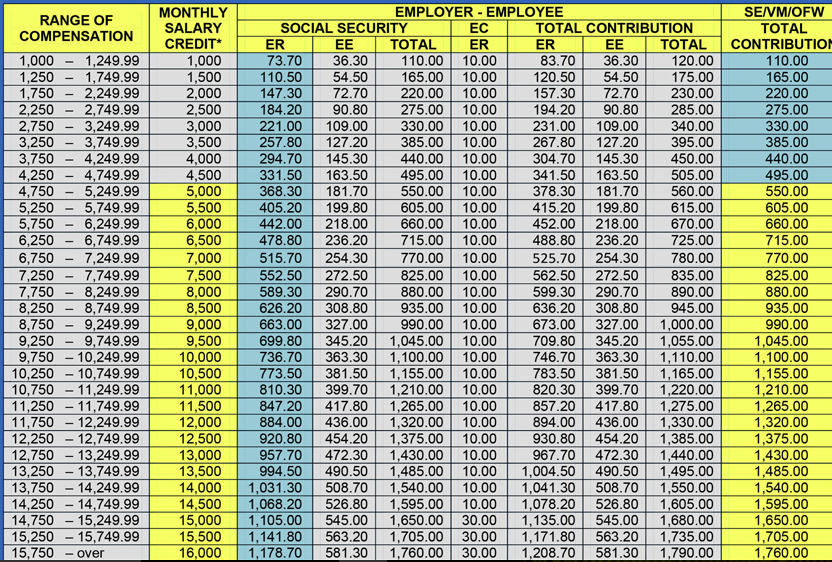 RANGE OF COMPENSATION MONTHLY SALARY CREDIT* EMPLOYER - EMPLOYEE SE/VM/OFW
SOCIAL SECURITY EC TOTAL CONTRIBUTION TOTAL CONTRIBUTION
ER EE TOTAL ER ER EE TOTAL
1,000 – 1,249.99 1,000 73.70 36.30 110.00 10.00 83.70 36.30 120.00 110.00
1,250 – 1,749.99 1,500 110.50 54.50 165.00 10.00 120.50 54.50 175.00 165.00
1,750 – 2,249.99 2,000 147.30 72.70 220.00 10.00 157.30 72.70 230.00 220.00
2,250 – 2,749.99 2,500 184.20 90.80 275.00 10.00 194.20 90.80 285.00 275.00
2,750 – 3,249.99 3,000 221.00 109.00 330.00 10.00 231.00 109.00 340.00 330.00
3,250 – 3,749.99 3,500 257.80 127.20 385.00 10.00 267.80 127.20 395.00 385.00
3,750 – 4,249.99 4,000 294.70 145.30 440.00 10.00 304.70 145.30 450.00 440.00
4,250 – 4,749.99 4,500 331.50 163.50 495.00 10.00 341.50 163.50 505.00 495.00
4,750 – 5,249.99 5,000 368.30 181.70 550.00 10.00 378.30 181.70 560.00 550.00
5,250 – 5,749.99 5,500 405.20 199.80 605.00 10.00 415.20 199.80 615.00 605.00
5,750 – 6,249.99 6,000 442.00 218.00 660.00 10.00 452.00 218.00 670.00 660.00
6,250 – 6,749.99 6,500 478.80 236.20 715.00 10.00 488.80 236.20 725.00 715.00
6,750 – 7,249.99 7,000 515.70 254.30 770.00 10.00 525.70 254.30 780.00 770.00
7,250 – 7,749.99 7,500 552.50 272.50 825.00 10.00 562.50 272.50 835.00 825.00
7,750 – 8,249.99 8,000 589.30 290.70 880.00 10.00 599.30 290.70 890.00 880.00
8,250 – 8,749.99 8,500 626.20 308.80 935.00 10.00 636.20 308.80 945.00 935.00
8,750 – 9,249.99 9,000 663.00 327.00 990.00 10.00 673.00 327.00 1,000.00 990.00
9,250 – 9,749.99 9,500 699.80 345.20 1,045.00 10.00 709.80 345.20 1,055.00 1,045.00
9,750 – 10,249.99 10,000 736.70 363.30 1,100.00 10.00 746.70 363.30 1,110.00 1,100.00
10,250 – 10,749.99 10,500 773.50 381.50 1,155.00 10.00 783.50 381.50 1,165.00 1,155.00
10,750 – 11,249.99 11,000 810.30 399.70 1,210.00 10.00 820.30 399.70 1,220.00 1,210.00
11,250 – 11,749.99 11,500 847.20 417.80 1,265.00 10.00 857.20 417.80 1,275.00 1,265.00
11,750 – 12,249.99 12,000 884.00 436.00 1,320.00 10.00 894.00 436.00 1,330.00 1,320.00
12,250 – 12,749.99 12,500 920.80 454.20 1,375.00 10.00 930.80 454.20 1,385.00 1,375.00
12,750 – 13,249.99 13,000 957.70 472.30 1,430.00 10.00 967.70 472.30 1,440.00 1,430.00
13,250 – 13,749.99 13,500 994.50 490.50 1,485.00 10.00 1,004.50 490.50 1,495.00 1,485.00
13,750 – 14,249.99 14,000 1,031.30 508.70 1,540.00 10.00 1,041.30 508.70 1,550.00 1,540.00
14,250 – 14,749.99 14,500 1,068.20 526.80 1,595.00 10.00 1,078.20 526.80 1,605.00 1,595.00
14,750 – 15,249.99 15,000 1,105.00 545.00 1,650.00 30.00 1,135.00 545.00 1,680.00 1,650.00
15,250 – 15,749.99 15,500 1,141.80 563.20 1,705.00 30.00 1,171.80 563.20 1,735.00 1,705.00
15,750 – over 16,000 1,178.70 581.30 1,760.00 30.00 1,208.70 581.30 1,790.00 1,760.00